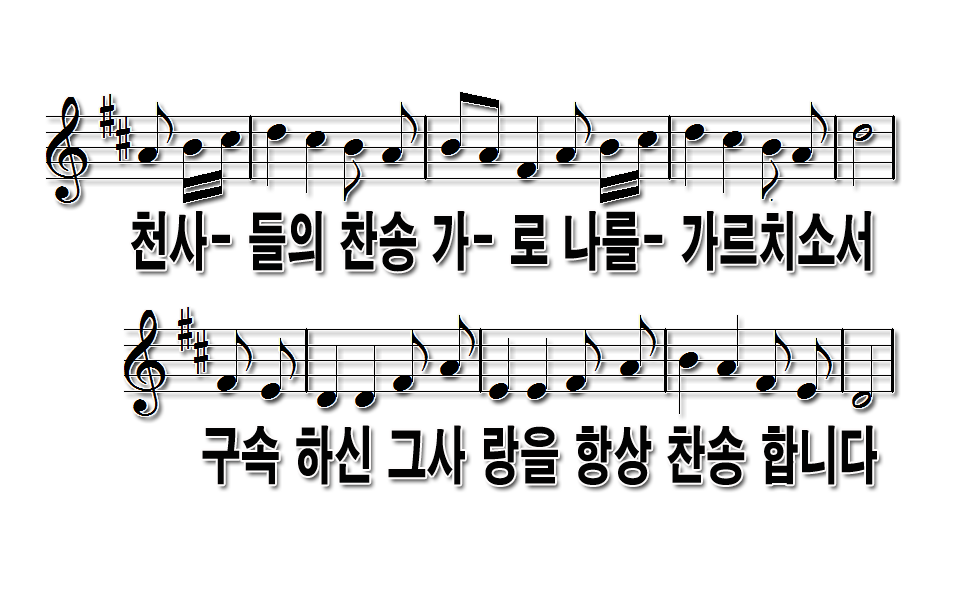 천사- 들의 찬송 가- 로 나를- 가르치소서
구속 하신 그사 랑을 항상 찬송 합니다